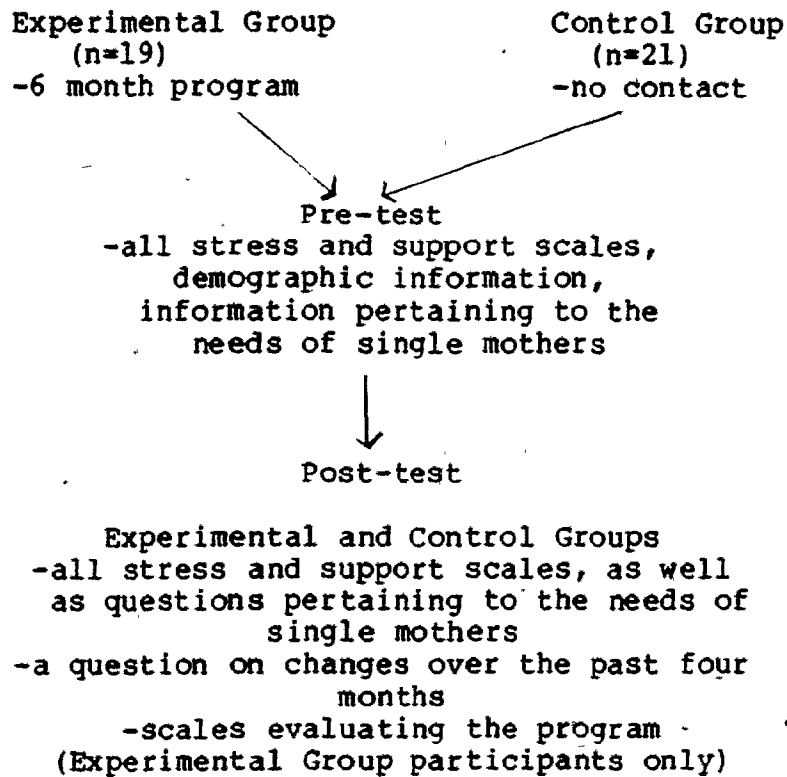 Experimental Group
(n=19)
-6 month program
Control Group
(n=21)
-no contact
Pre-test
-all stress and support scales,
demographic information,
information pertaining to the
needs of single mothers
Post-test
Experimental and Control Groups
-all stress and support scales, as well
as questions pertaining to the needs of
single mothers
-a question on changes over the past four
months
-scales evaluating the program
(Experimental Group participants only)